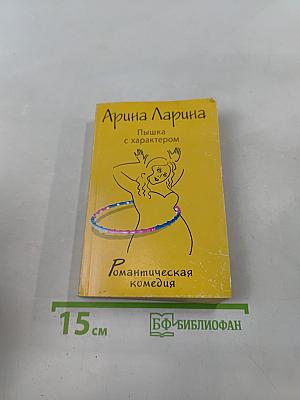 Арина Ларина
Пышка
с характером
Романтическая
комедия
15 см
БФ БИБЛИОФАН